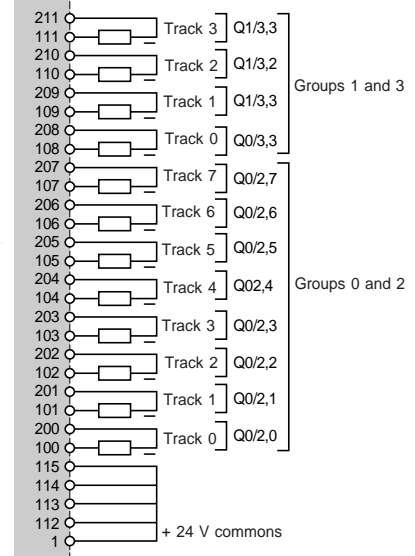 211
111 Track 3 Q1/3,3
210
110 Track 2 Q1/3,2
Groups 1 and 3
209
109 Track 1 Q1/3,3
208
108 Track 0 Q0/3,3
207
107 Track 7 Q0/2,7
206
106 Track 6 Q0/2,6
205
105 Track 5 Q0/2,5
204
104 Track 4 Q02,4
Groups 0 and 2
203
103 Track 3 Q0/2,3
202
102 Track 2 Q0/2,2
201
101 Track 1 Q0/2,1
200
100 Track 0 Q0/2,0
115
114
113
112
+ 24 V commons
1